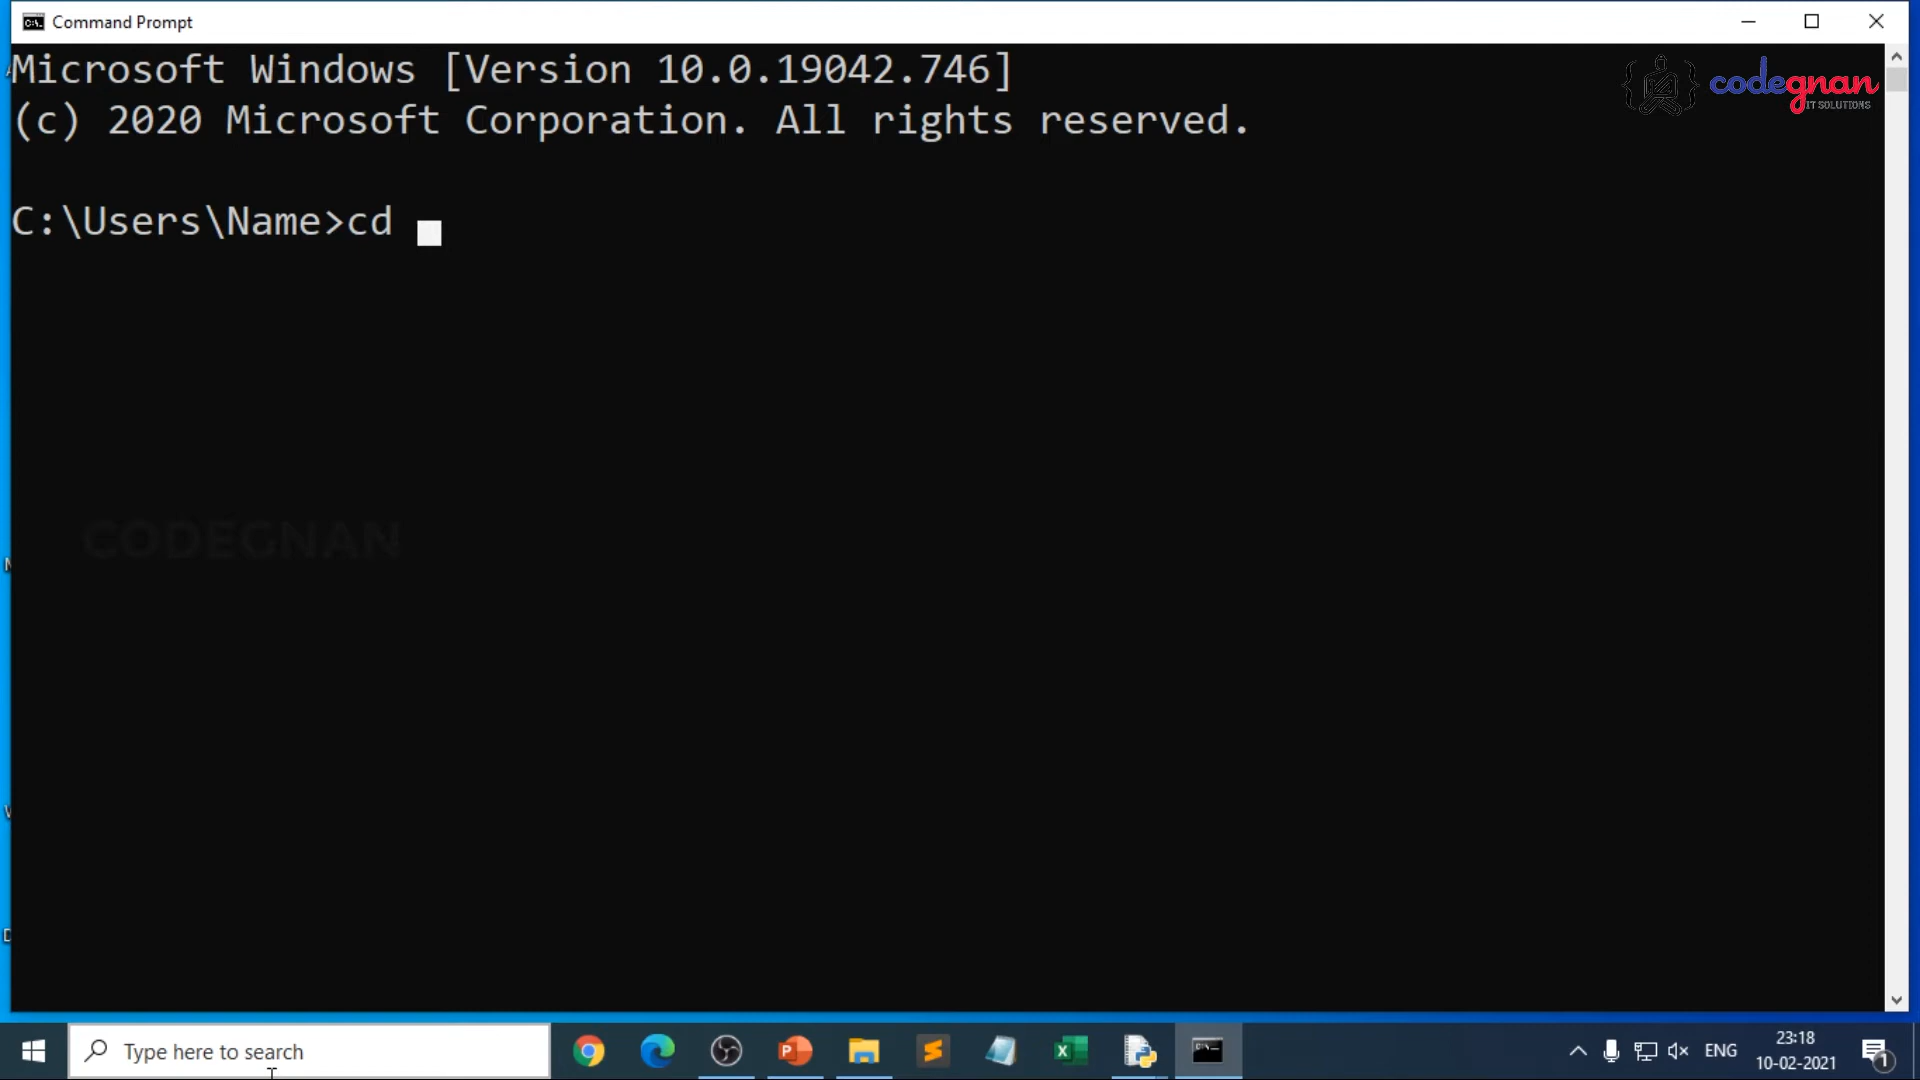 Command Prompt
Microsoft Windows [Version 10.0.19042.746]
(c) 2020 Microsoft Corporation. All rights reserved.
codegnan
IT SOLUTIONS
C:\Users\Name>cd
CODEGNAN
Type here to search
ENG
23:18
10-02-2021
1